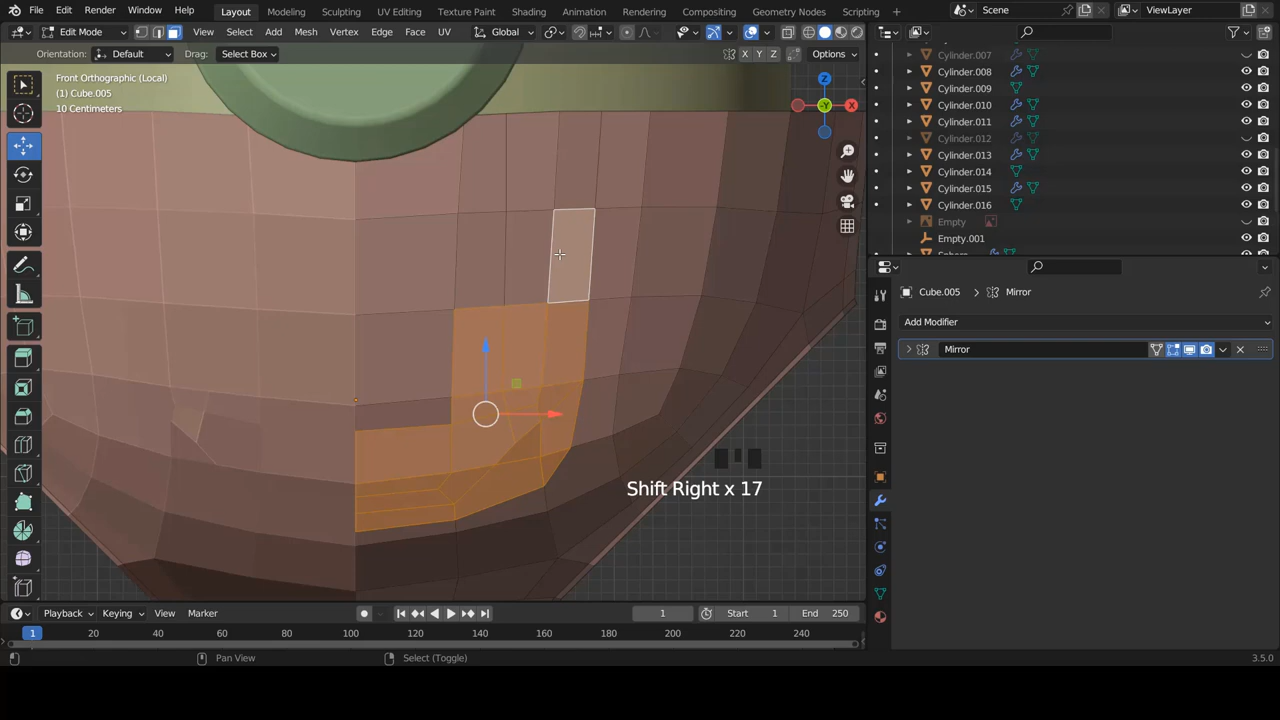 File Edit Render Window Help Layout Modeling Sculpting UV Editing Texture Paint Shading Animation Rendering Compositing Geometry Nodes Scripting + Scene ViewLayer
Edit Mode View Select Add Mesh Vertex Edge Face UV Global
Orientation: Default Drag: Select Box X Y Z Options
Front Orthographic (Local)
(1) Cube.005
10 Centimeters
Z
-Y
X
Cylinder.007
Cylinder.008
Cylinder.009
Cylinder.010
Cylinder.011
Cylinder.012
Cylinder.013
Cylinder.014
Cylinder.015
Cylinder.016
Empty
Empty.001
Sphere
Cube.005 > Mirror
Add Modifier
Mirror
Shift Right x 17
Playback Keying View Marker 1 Start 1 End 250
1 20 40 60 80 100 120 140 160 180 200 220 240
Pan View Select (Toggle) 3.5.0